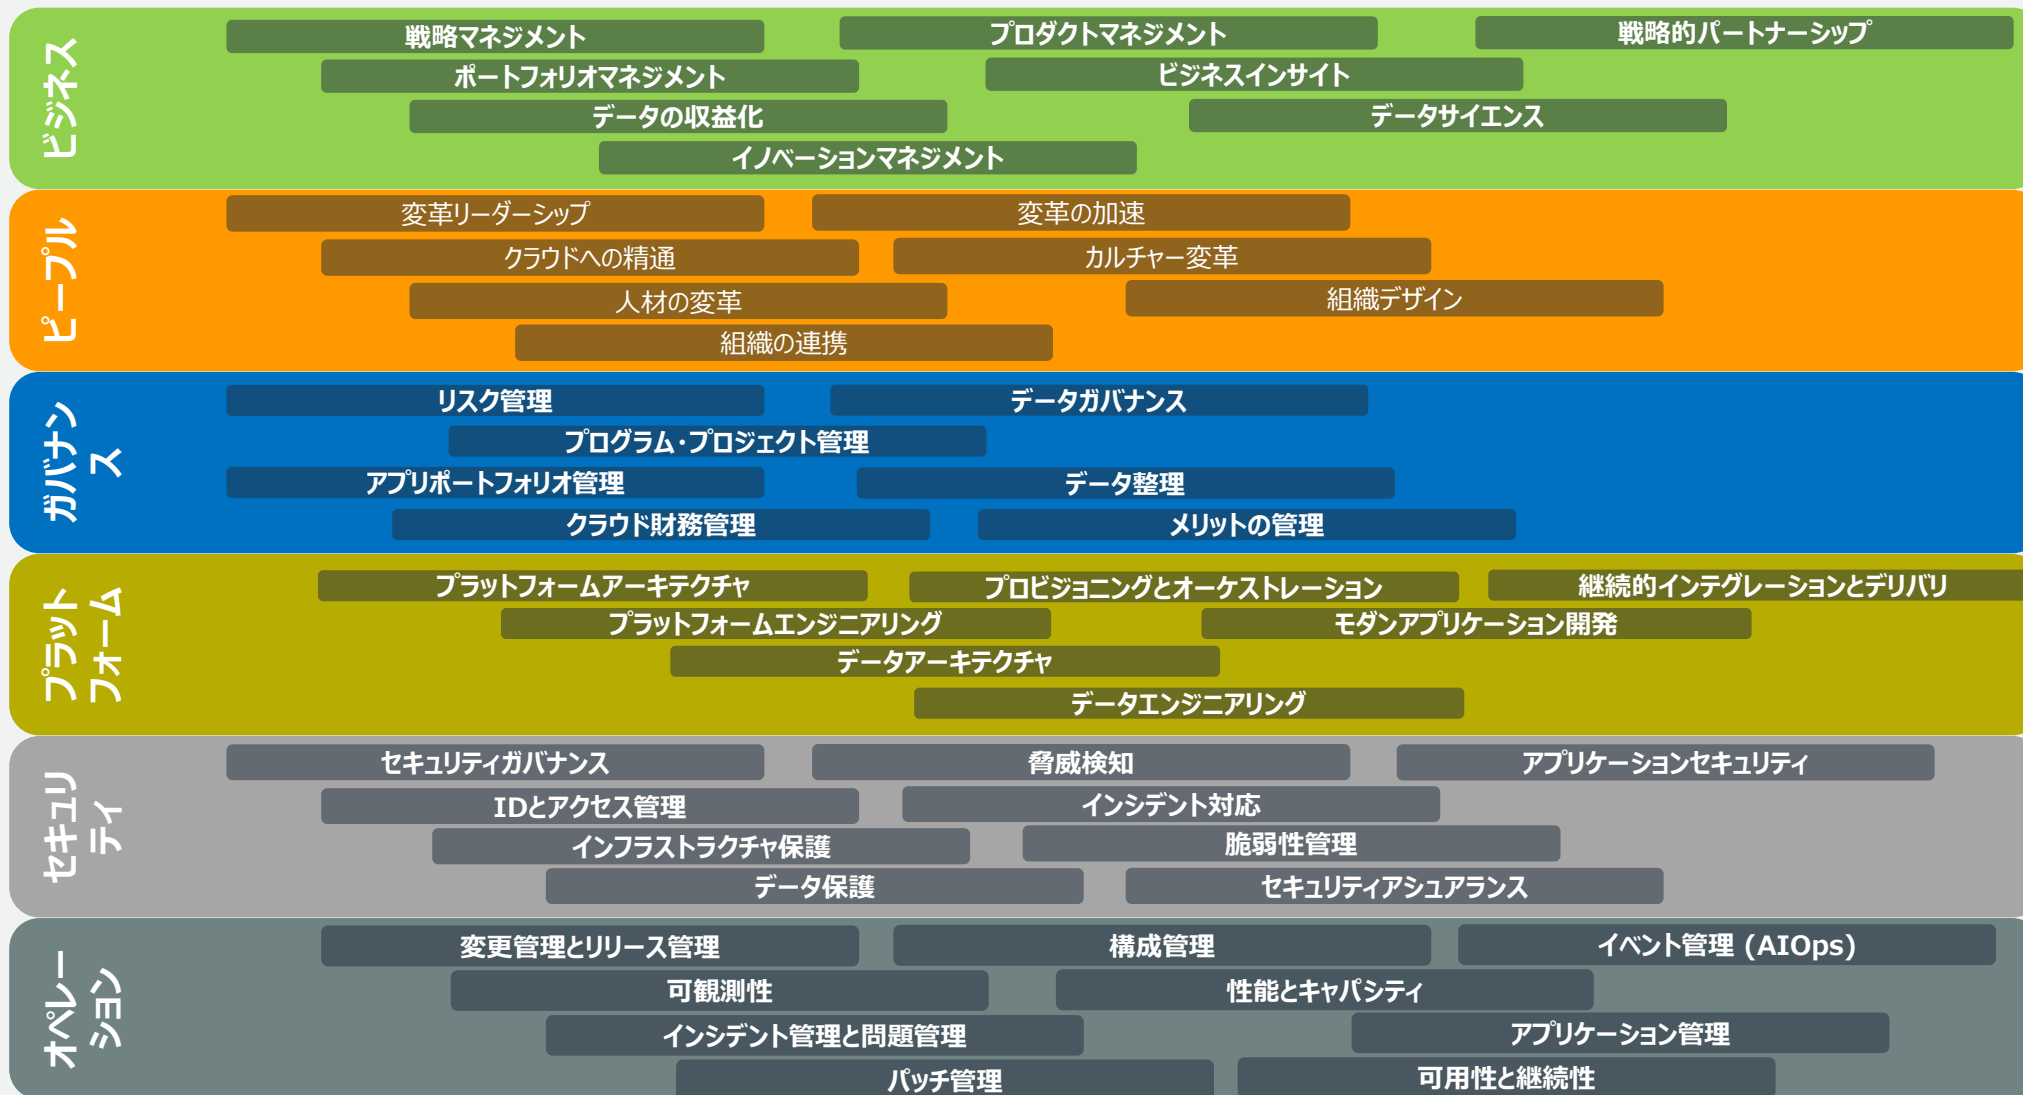 ビジネス
戦略マネジメント
プロダクトマネジメント
戦略的パートナーシップ
ポートフォリオマネジメント
ビジネスインサイト
データの収益化
データサイエンス
イノベーションマネジメント
ピープル
変革リーダーシップ
変革の加速
クラウドへの精通
カルチャー変革
人材の変革
組織デザイン
組織の連携
ガバナン
ス
リスク管理
データガバナンス
プログラム・プロジェクト管理
アプリポートフォリオ管理
データ整理
クラウド財務管理
メリットの管理
プラット
フォーム
プラットフォームアーキテクチャ
プロビジョニングとオーケストレーション
継続的インテグレーションとデリバリ
プラットフォームエンジニアリング
モダンアプリケーション開発
データアーキテクチャ
データエンジニアリング
セキュリ
ティ
セキュリティガバナンス
脅威検知
アプリケーションセキュリティ
IDとアクセス管理
インシデント対応
インフラストラクチャ保護
脆弱性管理
データ保護
セキュリティアシュアランス
オペレー
ション
変更管理とリリース管理
構成管理
イベント管理 (AIOps)
可観測性
性能とキャパシティ
インシデント管理と問題管理
アプリケーション管理
パッチ管理
可用性と継続性